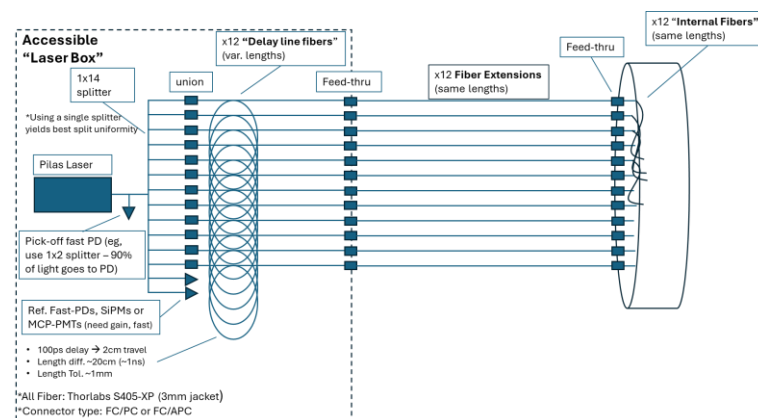 Accessible
“Laser Box”
x12 “Delay line fibers”
(var. lengths)
x12 “Internal Fibers”
(same lengths)
1x14
splitter
union
Feed-thru
x12 Fiber Extensions
(same lengths)
Feed-thru
*Using a single splitter
yields best split uniformity
Pilas Laser
Pick-off fast PD (eg,
use 1x2 splitter – 90%
of light goes to PD)
Ref. Fast-PDs, SiPMs or
MCP-PMTs (need gain, fast)
• 100ps delay → 2cm travel
• Length diff. ~20cm (~1ns)
• Length Tol. ~1mm
*All Fiber: Thorlabs S405-XP (3mm jacket)
*Connector type: FC/PC or FC/APC